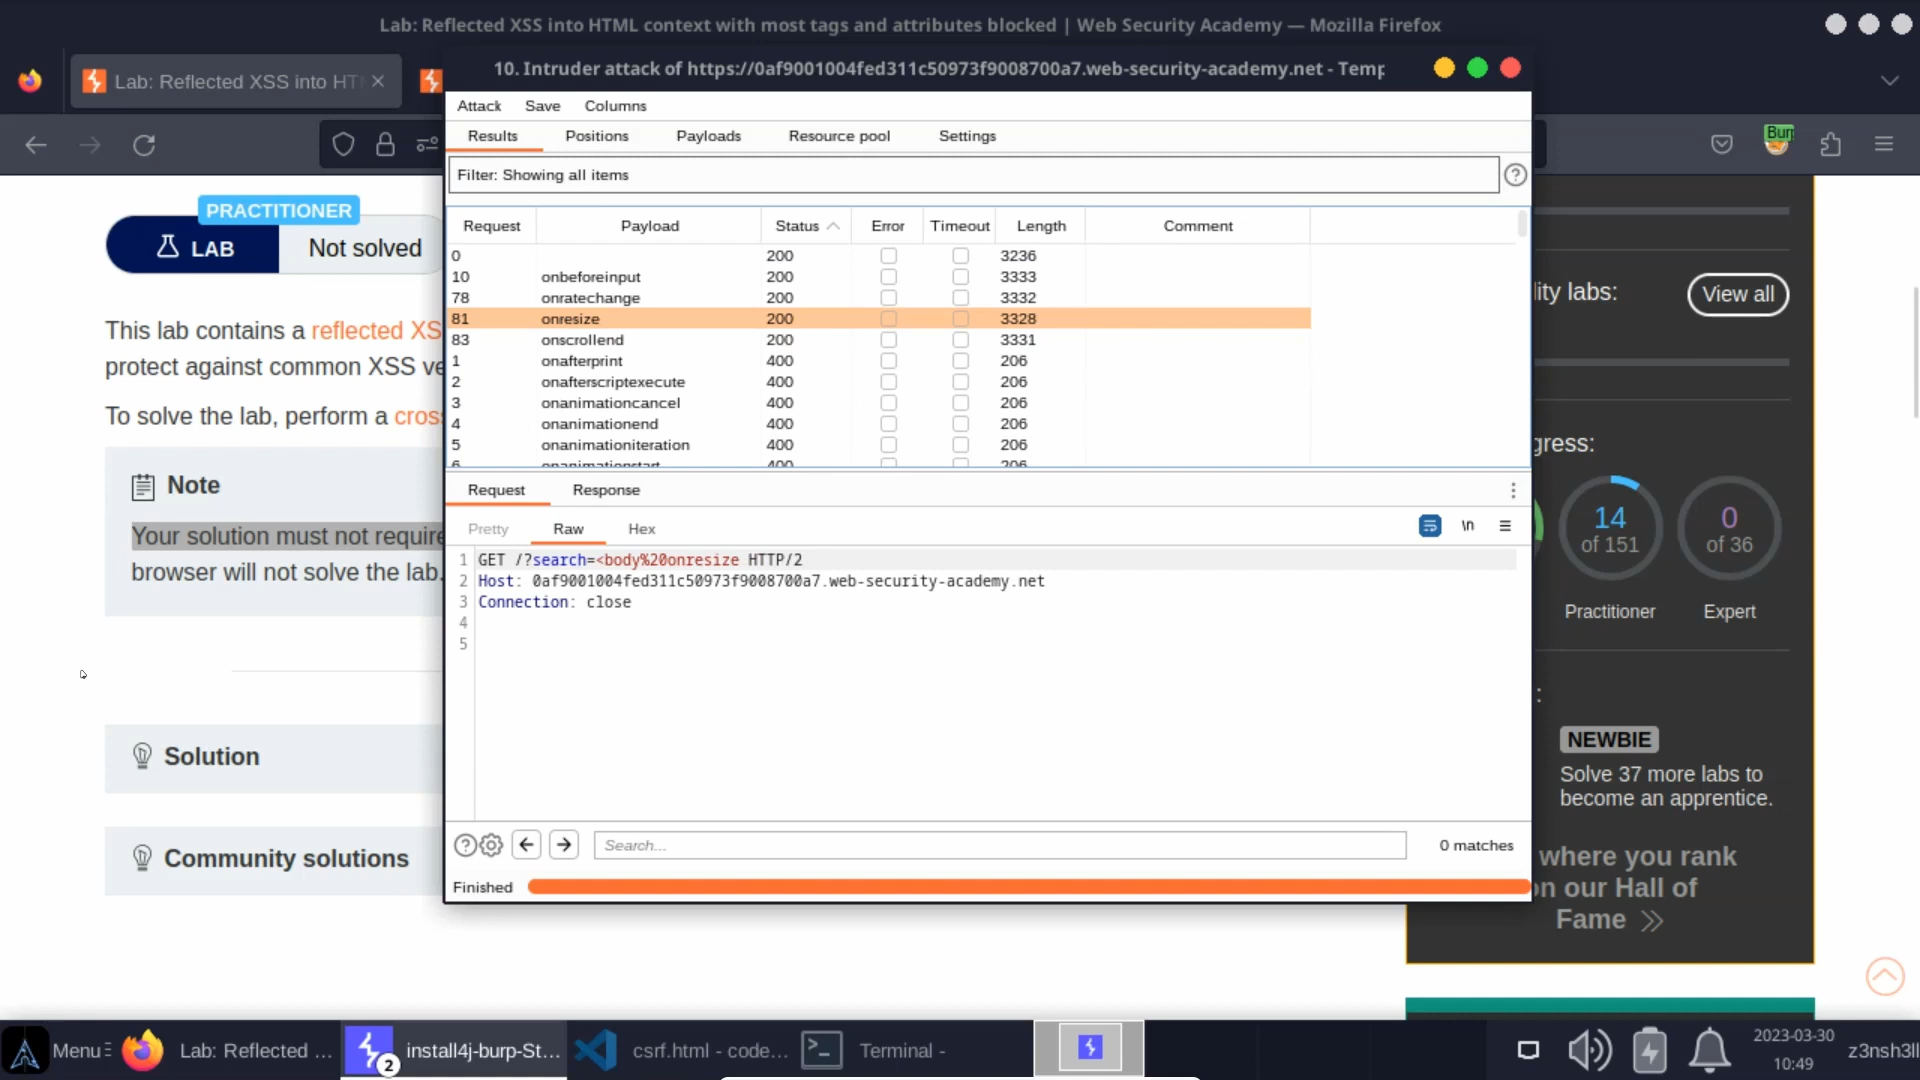 Lab: Reflected XSS into HTML context with most tags and attributes blocked | Web Security Academy — Mozilla Firefox
Lab: Reflected XSS into HT
10. Intruder attack of https://0af9001004fed311c50973f9008700a7.web-security-academy.net - Temp
Attack Save Columns
Results Positions Payloads Resource pool Settings
Burp
Filter: Showing all items
PRACTITIONER
LAB Not solved
Request Payload Status Error Timeout Length Comment
0 200 3236
10 onbeforeinput 200 3333
78 onratechange 200 3332
81 onresize 200 3328
83 onscrollend 200 3331
1 onafterprint 400 206
2 onafterscriptexecute 400 206
3 onanimationcancel 400 206
4 onanimationend 400 206
5 onanimationiteration 400 206
6 onanimationstart 400 206
This lab contains a reflected XS
protect against common XSS ve
To solve the lab, perform a cros
Note
Your solution must not require
browser will not solve the lab.
Solution
Community solutions
Request Response
Pretty Raw Hex
\n
1 GET /?search=<body%20onresize HTTP/2
2 Host: 0af9001004fed311c50973f9008700a7.web-security-academy.net
3 Connection: close
4
5
Search...
0 matches
Finished
ity labs: View all
gress:
14 of 151
0 of 36
Practitioner Expert
:
NEWBIE
Solve 37 more labs to
become an apprentice.
where you rank
on our Hall of
Fame
Menu
Lab: Reflected ...
2
install4j-burp-St...
csrf.html - code...
Terminal -
2023-03-30
10:49
z3nsh3ll